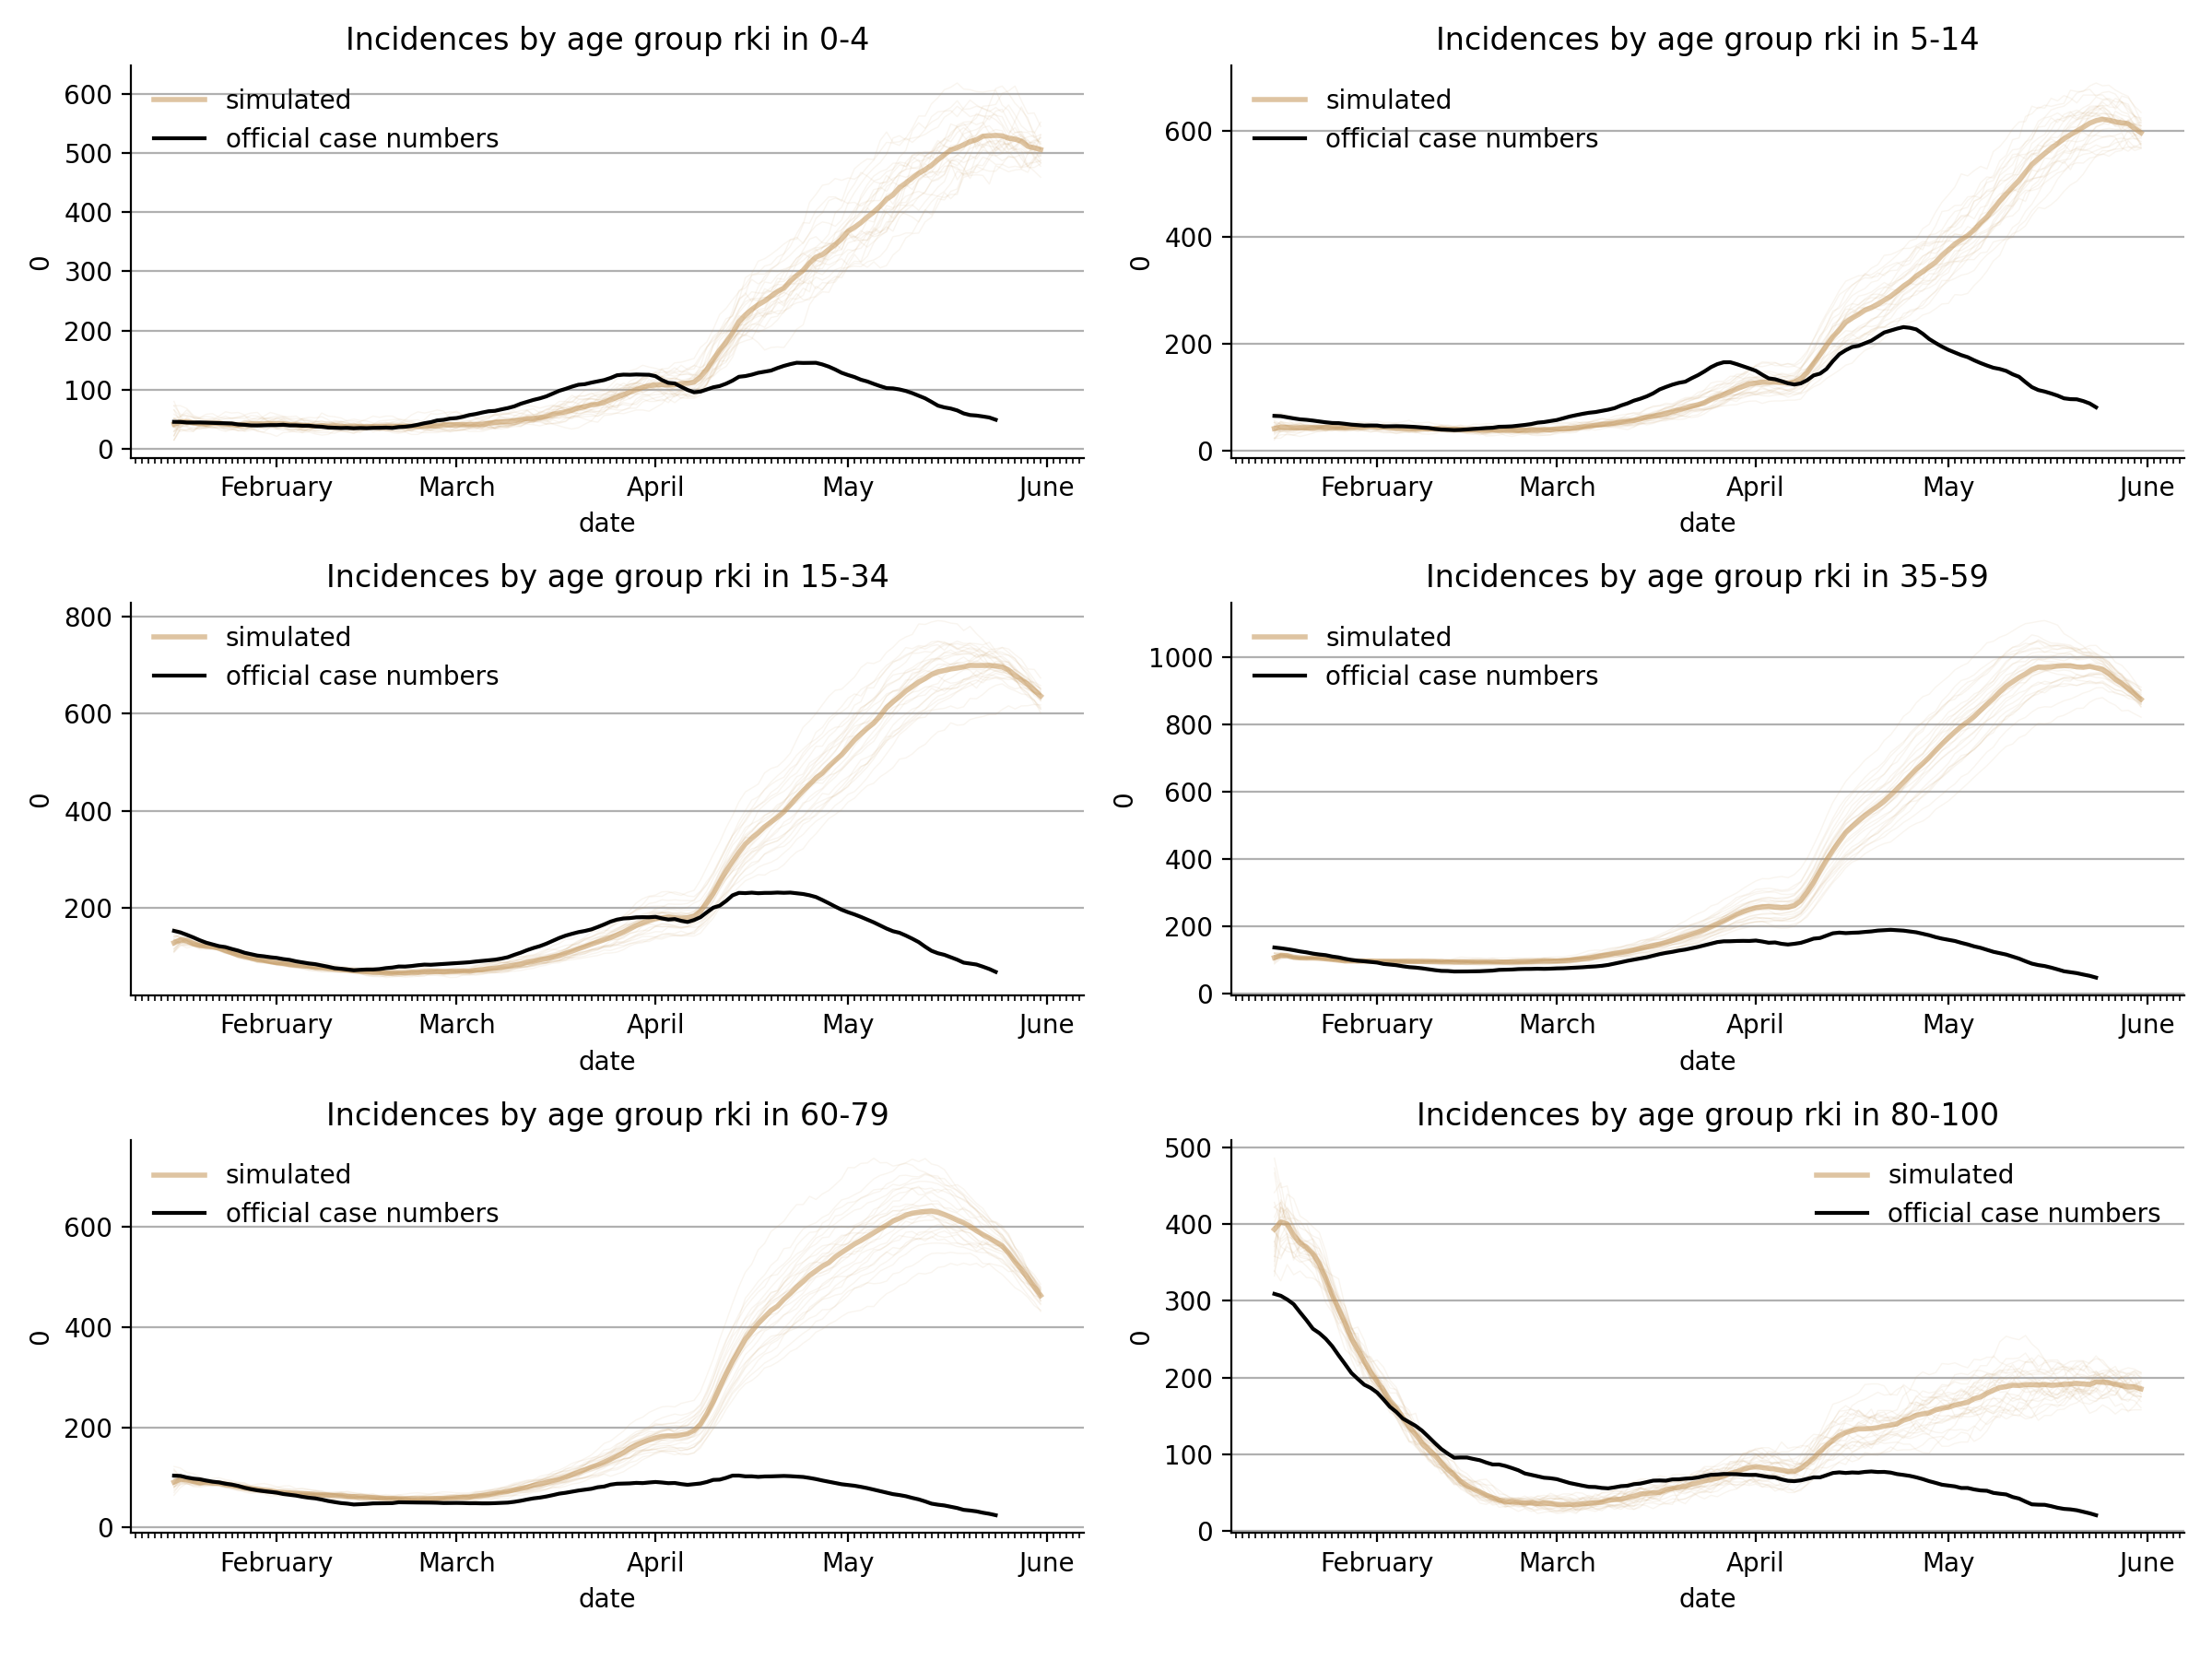 Incidences by age group rki in 0-4
simulated
official case numbers
600
500
400
300
200
100
0
0
February March April May June
date
Incidences by age group rki in 5-14
simulated
official case numbers
600
400
200
0
0
February March April May June
date
Incidences by age group rki in 15-34
simulated
official case numbers
800
600
400
200
0
February March April May June
date
Incidences by age group rki in 35-59
simulated
official case numbers
1000
800
600
400
200
0
0
February March April May June
date
Incidences by age group rki in 60-79
simulated
official case numbers
600
400
200
0
0
February March April May June
date
Incidences by age group rki in 80-100
simulated
official case numbers
500
400
300
200
100
0
0
February March April May June
date